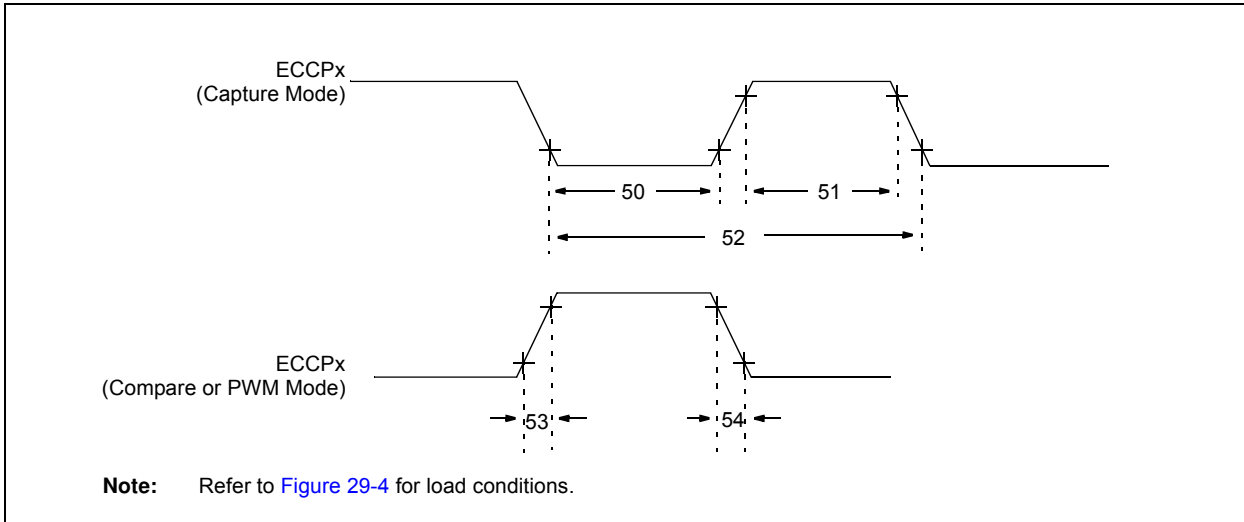 ECCPx
(Capture Mode)
50
51
52
ECCPx
(Compare or PWM Mode)
53
54
Note: Refer to Figure 29-4 for load conditions.